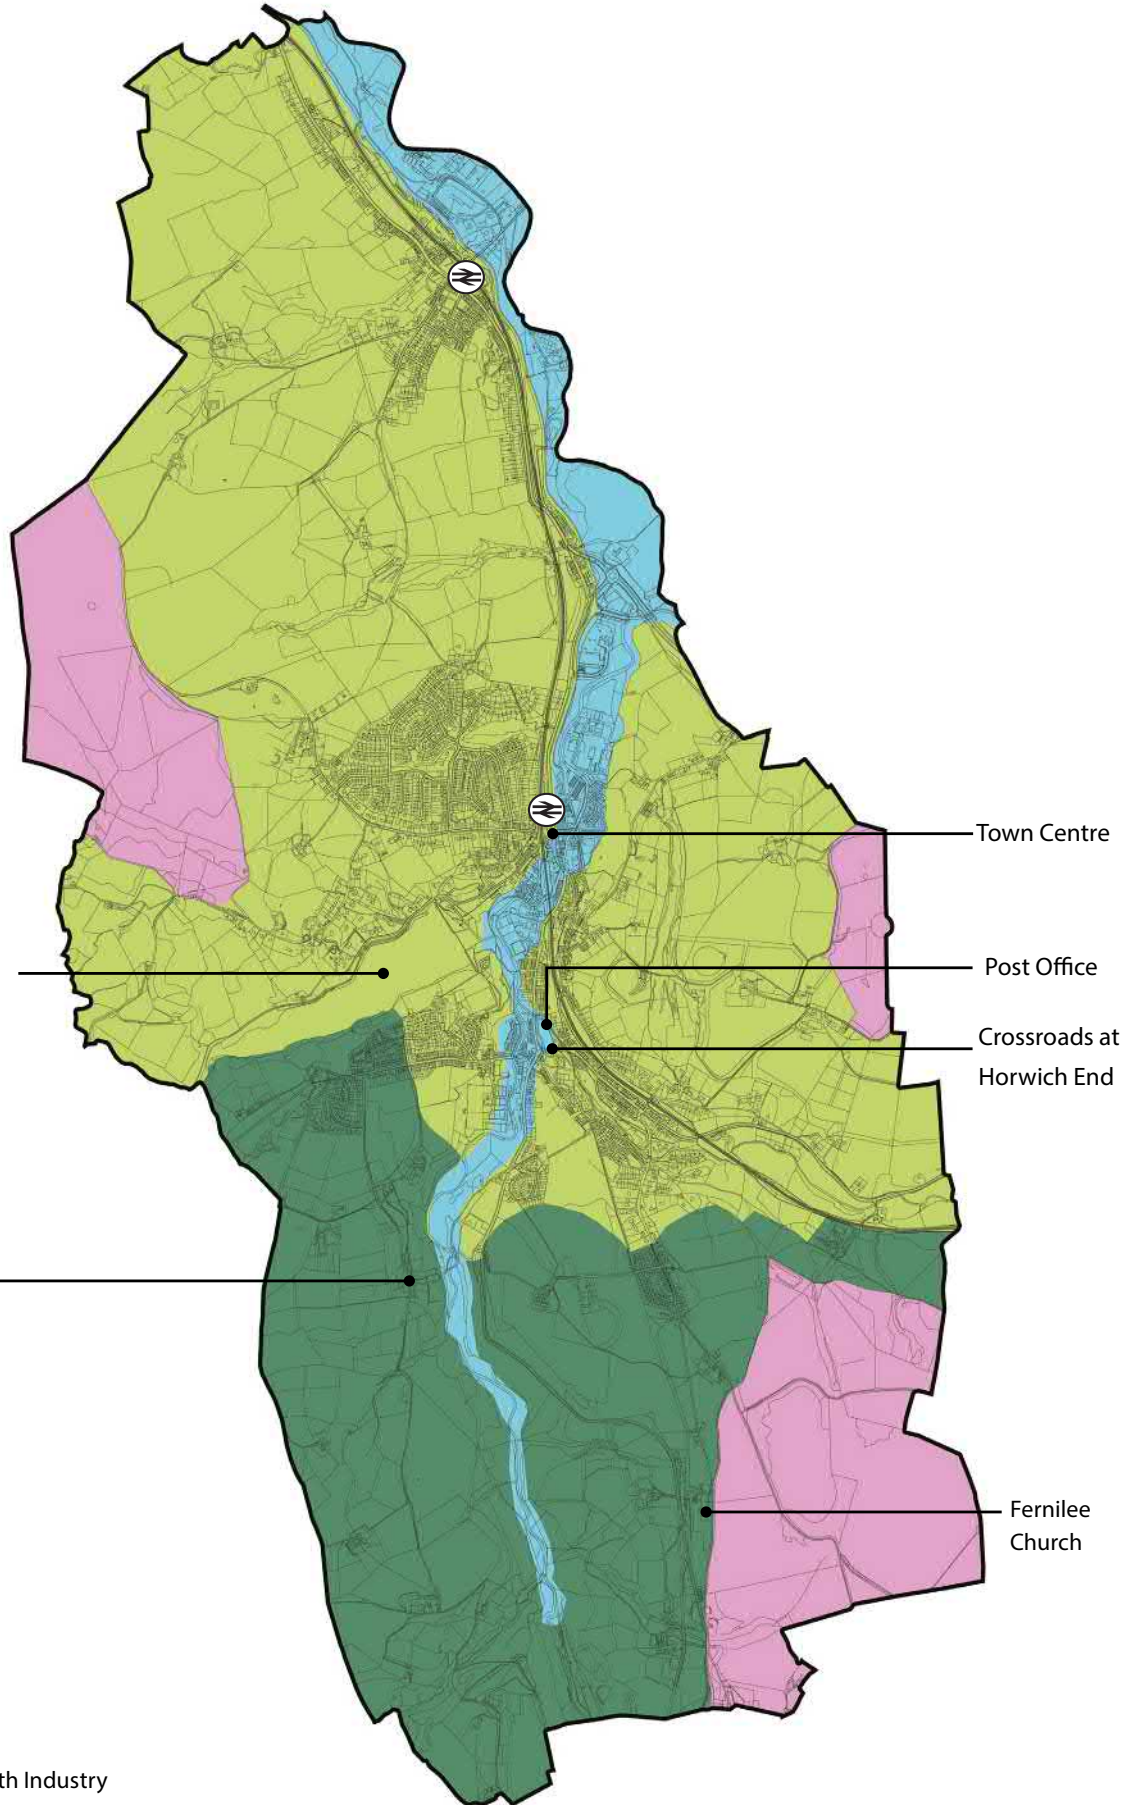 Town Centre
Post Office
Crossroads at
Horwich End
Fernilee
Church
th Industry